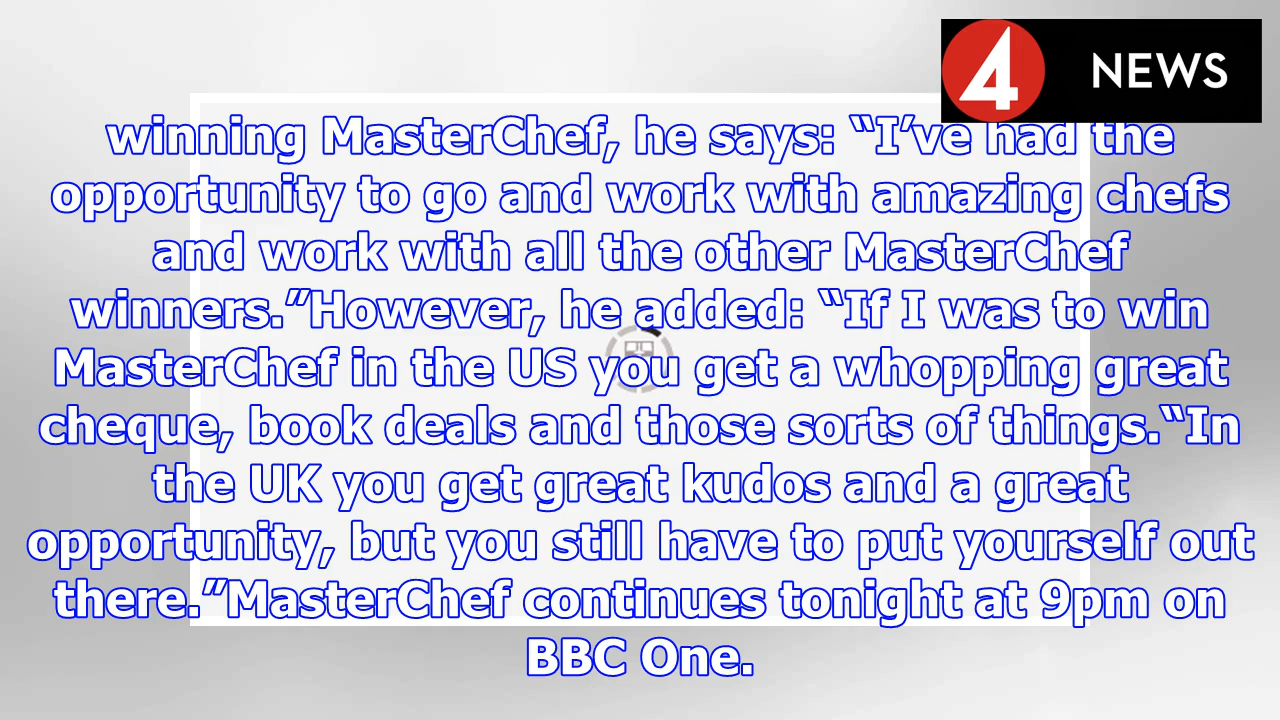 4 NEWS
winning MasterChef, he says: “I’ve had the
opportunity to go and work with amazing chefs
and work with all the other MasterChef
winners.”However, he added: “If I was to win
MasterChef in the US you get a whopping great
cheque, book deals and those sorts of things.“In
the UK you get great kudos and a great
opportunity, but you still have to put yourself out
there.”MasterChef continues tonight at 9pm on
BBC One.